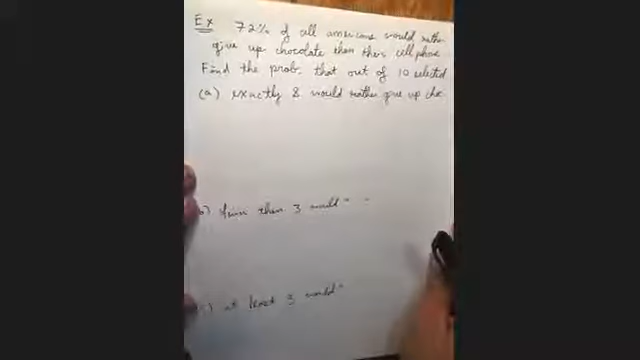 Ex 72% of all americans would rather
give up chocolate than their cell phone
Find the prob. that out of 10 selected
(a) exactly 8 would rather give up choc
b) fewer than 3 would " "
c) at least 3 would "